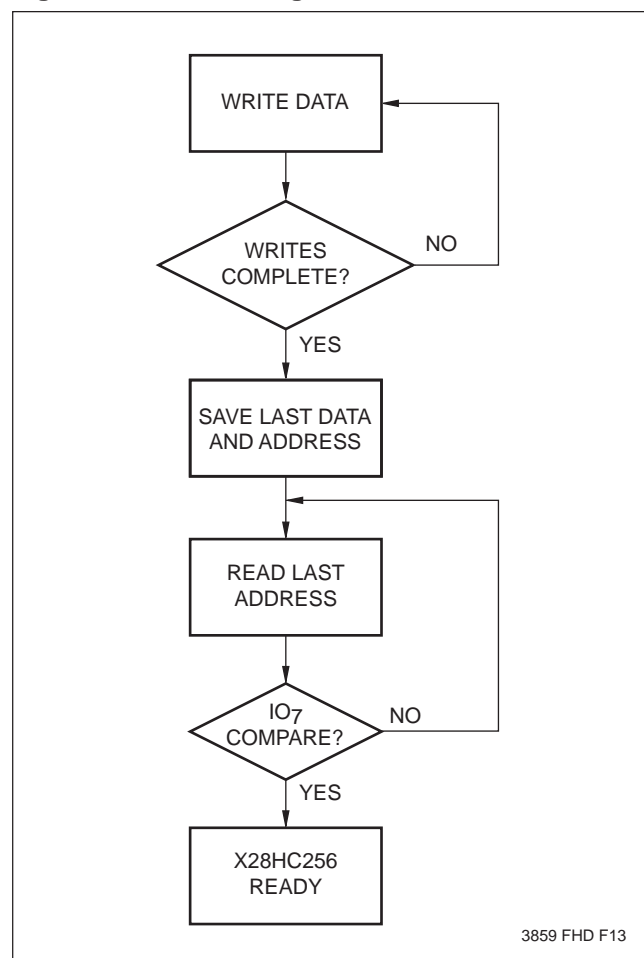 WRITE DATA
WRITES
COMPLETE?
NO
YES
SAVE LAST DATA
AND ADDRESS
READ LAST
ADDRESS
IO7
COMPARE?
NO
YES
X28HC256
READY
3859 FHD F13